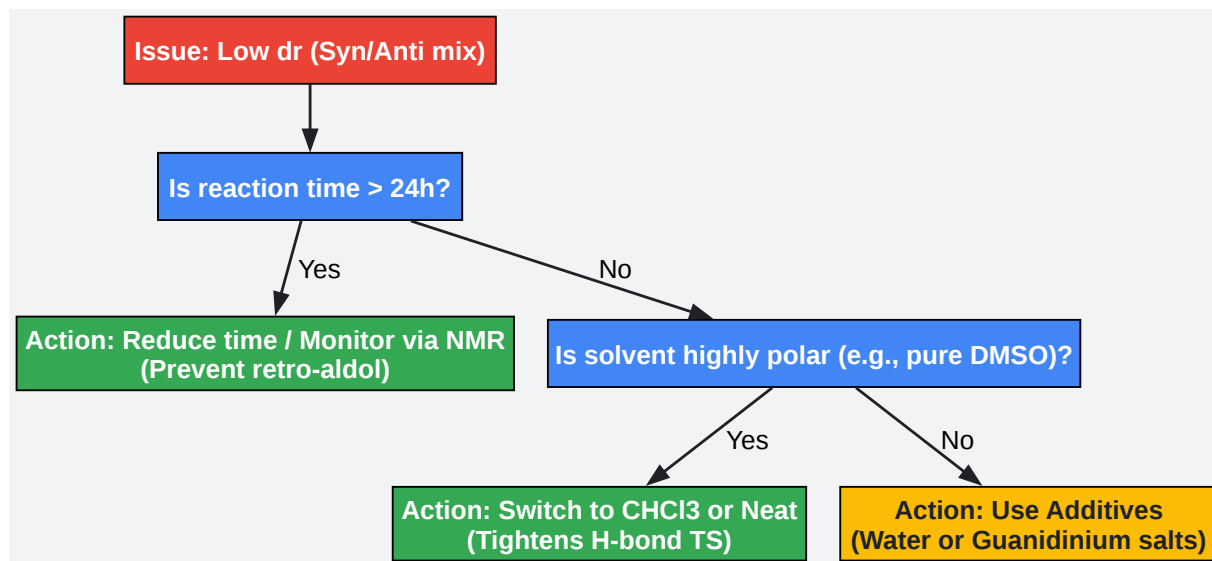 Issue: Low dr (Syn/Anti mix)
Is reaction time > 24h?
Yes
No
Action: Reduce time / Monitor via NMR
(Prevent retro-aldol)
Is solvent highly polar (e.g., pure DMSO)?
Yes
No
Action: Switch to CHCl3 or Neat
(Tightens H-bond TS)
Action: Use Additives
(Water or Guanidinium salts)